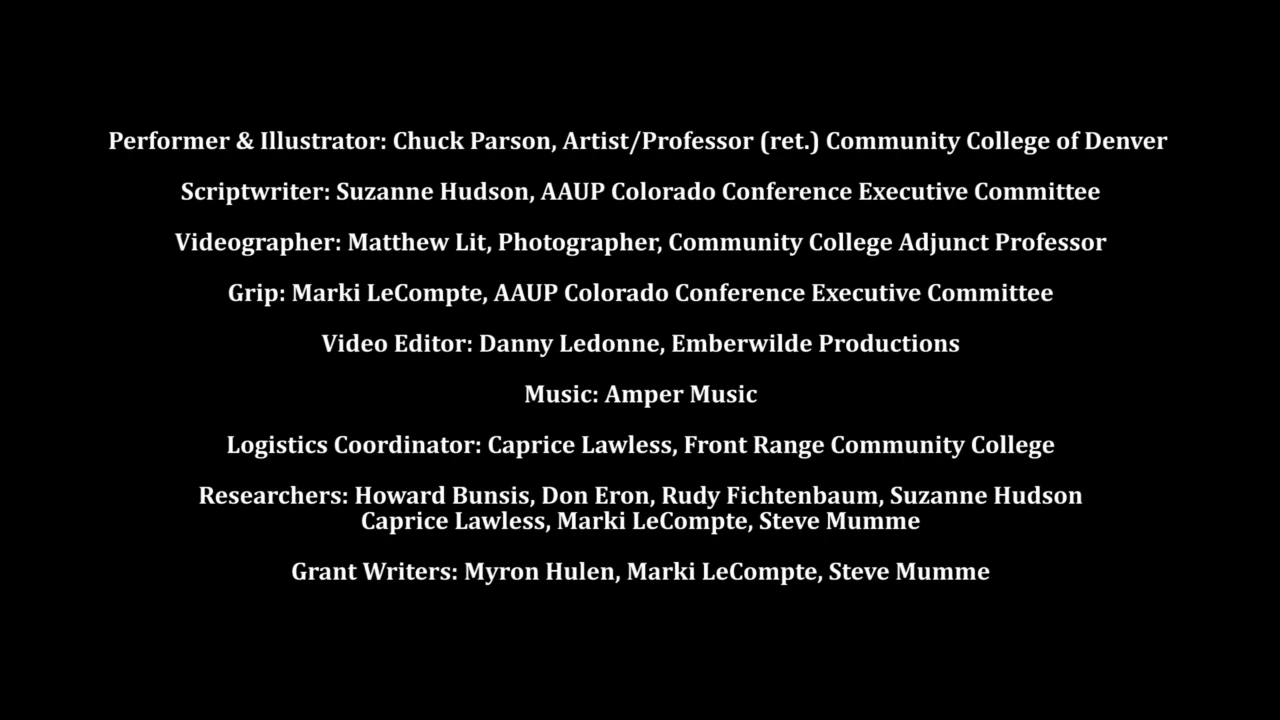 Performer & Illustrator: Chuck Parson, Artist/Professor (ret.) Community College of Denver
Scriptwriter: Suzanne Hudson, AAUP Colorado Conference Executive Committee
Videographer: Matthew Lit, Photographer, Community College Adjunct Professor
Grip: Marki LeCompte, AAUP Colorado Conference Executive Committee
Video Editor: Danny Ledonne, Emberwilde Productions
Music: Amper Music
Logistics Coordinator: Caprice Lawless, Front Range Community College
Researchers: Howard Bunsis, Don Eron, Rudy Fichtenbaum, Suzanne Hudson
Caprice Lawless, Marki LeCompte, Steve Mumme
Grant Writers: Myron Hulen, Marki LeCompte, Steve Mumme